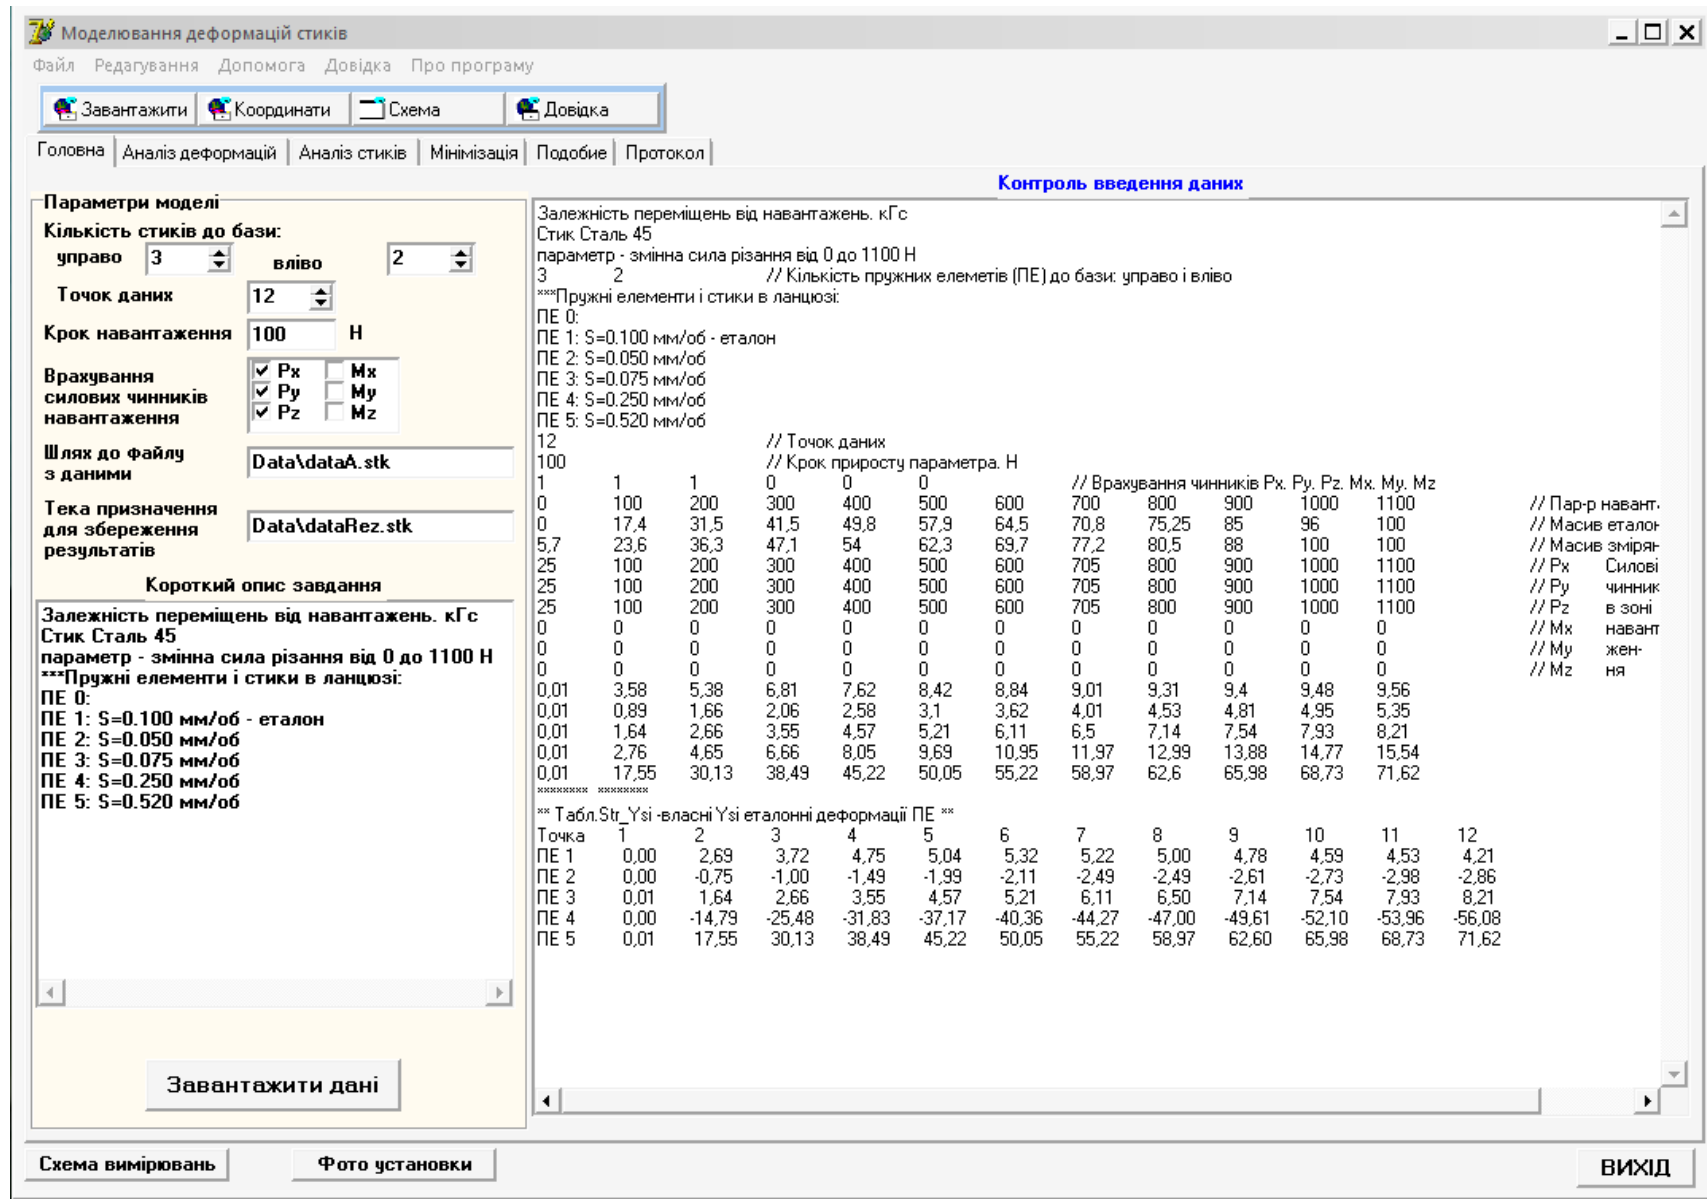 Моделювання деформацій стиків
Файл Редагування Допомога Довідка Про програму
Завантажити Координати Схема Довідка
Головна Аналіз деформацій Аналіз стиків Мінімізація Подобие Протокол
Параметри моделі
Кількість стиків до бази:
управо 3 вліво 2
Точок даних 12
Крок навантаження 100 Н
Врахування
силових чинників
навантаження
Px Mx
Py My
Pz Mz
Шлях до файлу
з даними
Data\dataA.stk
Тека призначення
для збереження
результатів
Data\dataRez.stk
Короткий опис завдання
Залежність переміщень від навантажень. кГс
Стик Сталь 45
параметр - змінна сила різання від 0 до 1100 Н
***Пружні елементи і стики в ланцюзі:
ПЕ 0:
ПЕ 1: S=0.100 мм/об - еталон
ПЕ 2: S=0.050 мм/об
ПЕ 3: S=0.075 мм/об
ПЕ 4: S=0.250 мм/об
ПЕ 5: S=0.520 мм/об
Завантажити дані
Контроль введення даних
Залежність переміщень від навантажень. кГс
Стик Сталь 45
параметр - змінна сила різання від 0 до 1100 Н
3 2 // Кількість пружних елеметів (ПЕ) до бази: управо і вліво
***Пружні елементи і стики в ланцюзі:
ПЕ 0:
ПЕ 1: S=0.100 мм/об - еталон
ПЕ 2: S=0.050 мм/об
ПЕ 3: S=0.075 мм/об
ПЕ 4: S=0.250 мм/об
ПЕ 5: S=0.520 мм/об
12 // Точок даних
100 // Крок приросту параметра. Н
1 1 1 0 0 0 // Врахування чинників Px. Py. Pz. Mx. My. Mz
0 100 200 300 400 500 600 700 800 900 1000 1100 // Пар-р навант
0 17,4 31,5 41,5 49,8 57,9 64,5 70,8 75,25 85 96 100 // Масив еталон
5,7 23,6 36,3 47,1 54 62,3 69,7 77,2 80,5 88 100 100 // Масив змірян
25 100 200 300 400 500 600 705 800 900 1000 1100 // Px Силові
25 100 200 300 400 500 600 705 800 900 1000 1100 // Py чинник
25 100 200 300 400 500 600 705 800 900 1000 1100 // Pz в зоні
0 0 0 0 0 0 0 0 0 0 0 0 // Mx навант
0 0 0 0 0 0 0 0 0 0 0 0 // My жен-
0 0 0 0 0 0 0 0 0 0 0 0 // Mz ня
0,01 3,58 5,38 6,81 7,62 8,42 8,84 9,01 9,31 9,4 9,48 9,56
0,01 0,89 1,66 2,06 2,58 3,1 3,62 4,01 4,53 4,81 4,95 5,35
0,01 1,64 2,66 3,55 4,57 5,21 6,11 6,5 7,14 7,54 7,93 8,21
0,01 2,76 4,65 6,66 8,05 9,69 10,95 11,97 12,99 13,88 14,77 15,54
0,01 17,55 30,13 38,49 45,22 50,05 55,22 58,97 62,6 65,98 68,73 71,62
******** ********
** Табл.Str_Ysi -власні Ysi еталонні деформації ПЕ **
Точка 1 2 3 4 5 6 7 8 9 10 11 12
ПЕ 1 0,00 2,69 3,72 4,75 5,04 5,32 5,22 5,00 4,78 4,59 4,53 4,21
ПЕ 2 0,00 -0,75 -1,00 -1,49 -1,99 -2,11 -2,49 -2,49 -2,61 -2,73 -2,98 -2,86
ПЕ 3 0,01 1,64 2,66 3,55 4,57 5,21 6,11 6,50 7,14 7,54 7,93 8,21
ПЕ 4 0,00 -14,79 -25,48 -31,83 -37,17 -40,36 -44,27 -47,00 -49,61 -52,10 -53,96 -56,08
ПЕ 5 0,01 17,55 30,13 38,49 45,22 50,05 55,22 58,97 62,60 65,98 68,73 71,62
Схема вимірювань Фото установки ВИХІД